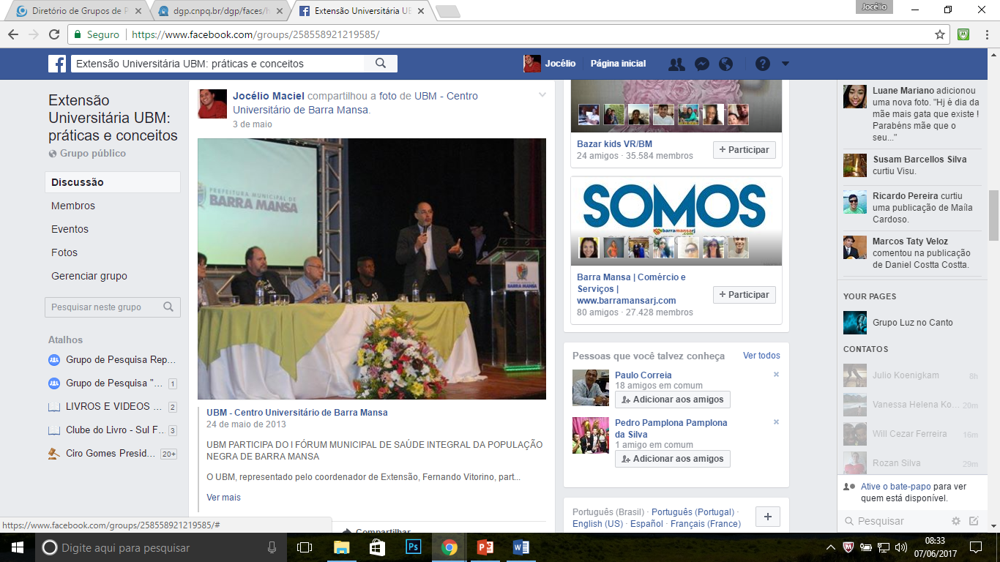 Diretório de Grupos de P
dgp.cnpq.br/dgp/faces/h
Extensão Universitária UB
Jocélio
Seguro
https://www.facebook.com/groups/258558921219585/
Extensão Universitária UBM: práticas e conceitos
Jocélio
Página inicial
Extensão
Universitária UBM:
práticas e conceitos
Grupo público
Discussão
Membros
Eventos
Fotos
Gerenciar grupo
Pesquisar neste grupo
Atalhos
Grupo de Pesquisa Rep...
Grupo de Pesquisa "... 1
LIVROS E VIDEOS ... 2
Clube do Livro - Sul F... 3
Ciro Gomes Presid... 20+
Jocélio Maciel compartilhou a foto de UBM - Centro
Universitário de Barra Mansa.
3 de maio
PREFEITURA MUNICIPAL DE
BARRA MANSA
BARRA MANSA
UBM - Centro Universitário de Barra Mansa
24 de maio de 2013
UBM PARTICIPA DO I FÓRUM MUNICIPAL DE SAÚDE INTEGRAL DA POPULAÇÃO
NEGRA DE BARRA MANSA
O UBM, representado pelo coordenador de Extensão, Fernando Vitorino, part...
Ver mais
Compartilhar
Bazar kids VR/BM
24 amigos · 35.584 membros
Participar
SOMOS
barramansarj
.com
Barra Mansa | Comércio e
Serviços |
www.barramansarj.com
80 amigos · 27.428 membros
Participar
Pessoas que você talvez conheça
Ver todos
Paulo Correia
18 amigos em comum
Adicionar aos amigos
Pedro Pamplona Pamplona
da Silva
1 amigo em comum
Adicionar aos amigos
Português (Brasil) · Português (Portugal) ·
English (US) · Español · Français (France)
Luane Mariano adicionou
uma nova foto. "Hj é dia da
mãe mais gata que existe !
Parabéns mãe que o
seu..."
Susam Barcellos Silva
curtiu Visu.
Ricardo Pereira curtiu
uma publicação de Maíla
Cardoso.
Marcos Taty Veloz
comentou na publicação
de Daniel Costta Costta.
YOUR PAGES
Grupo Luz no Canto
CONTATOS
Julio Koenigkam 8h
Vanessa Helena Ko... 20m
Will Cezar Ferreira 16m
Rozan Silva 29m
Ative o bate-papo para ver
quem está disponível.
Pesquisar
https://www.facebook.com/groups/258558921219585/#
Digite aqui para pesquisar
Ps
08:33
07/06/2017